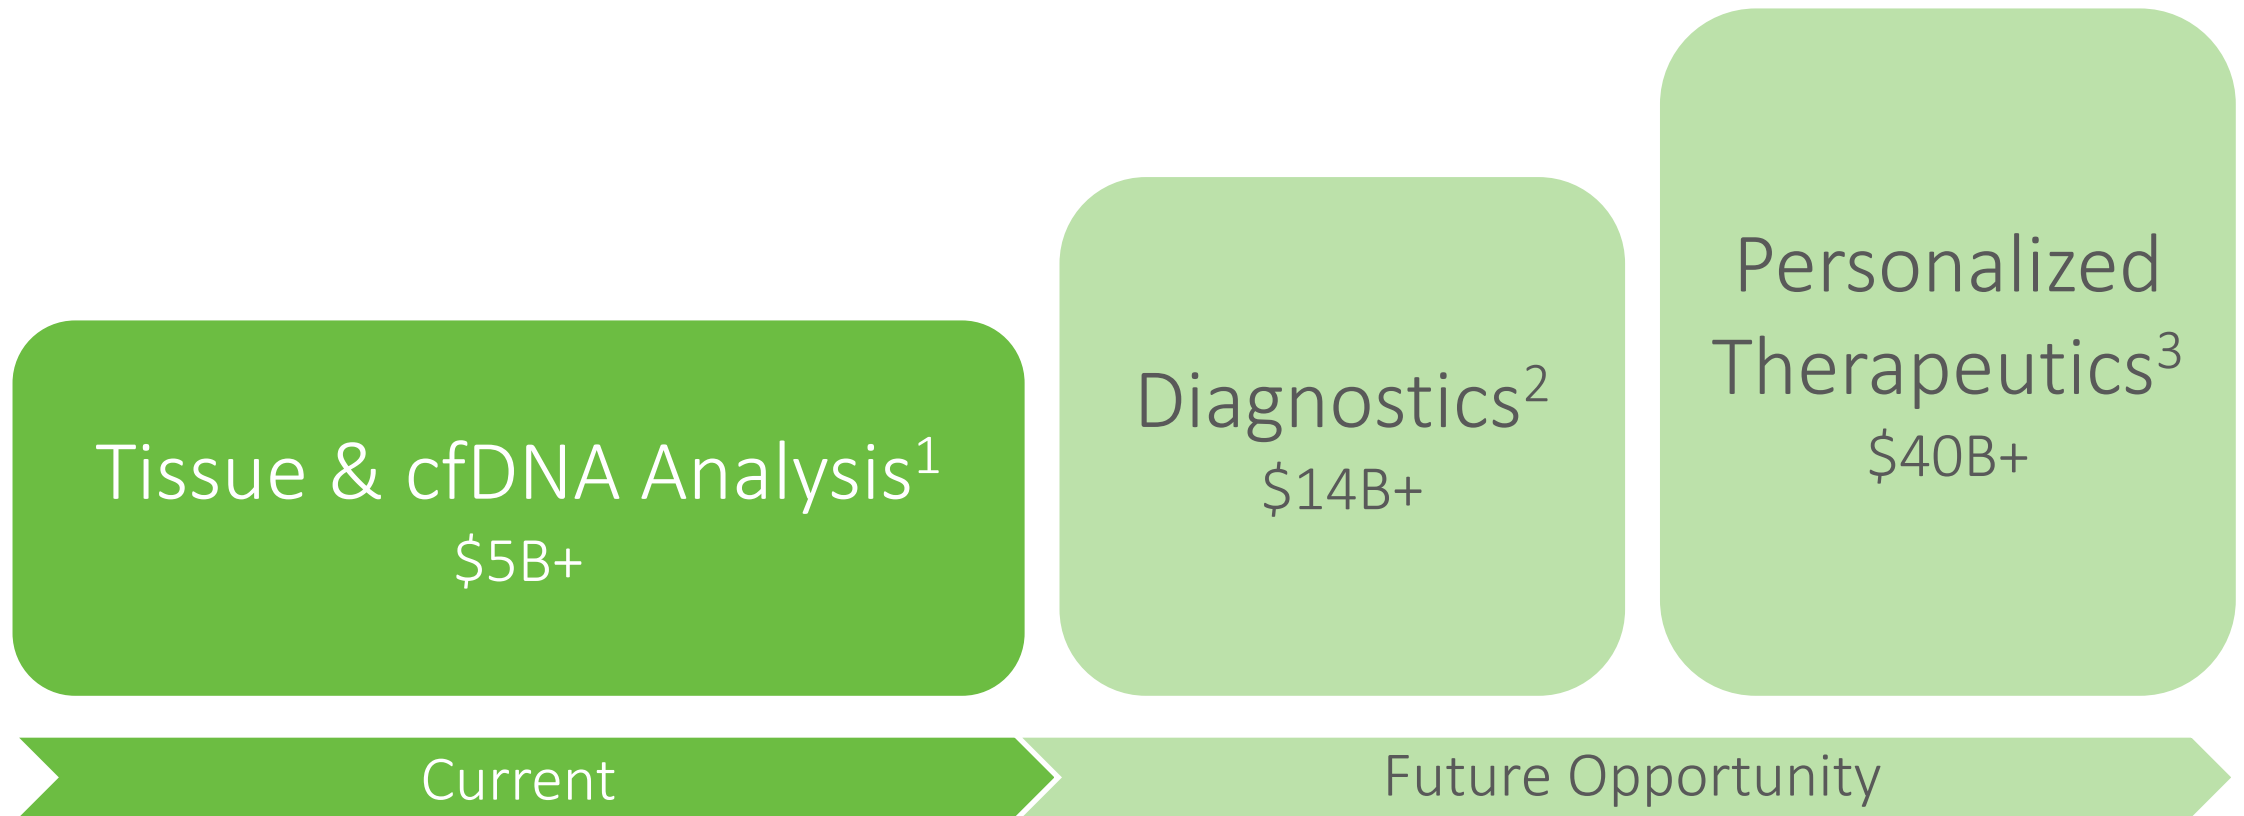 Tissue & cfDNA Analysis¹
$5B+
Diagnostics²
$14B+
Personalized
Therapeutics³
$40B+
Current
Future Opportunity